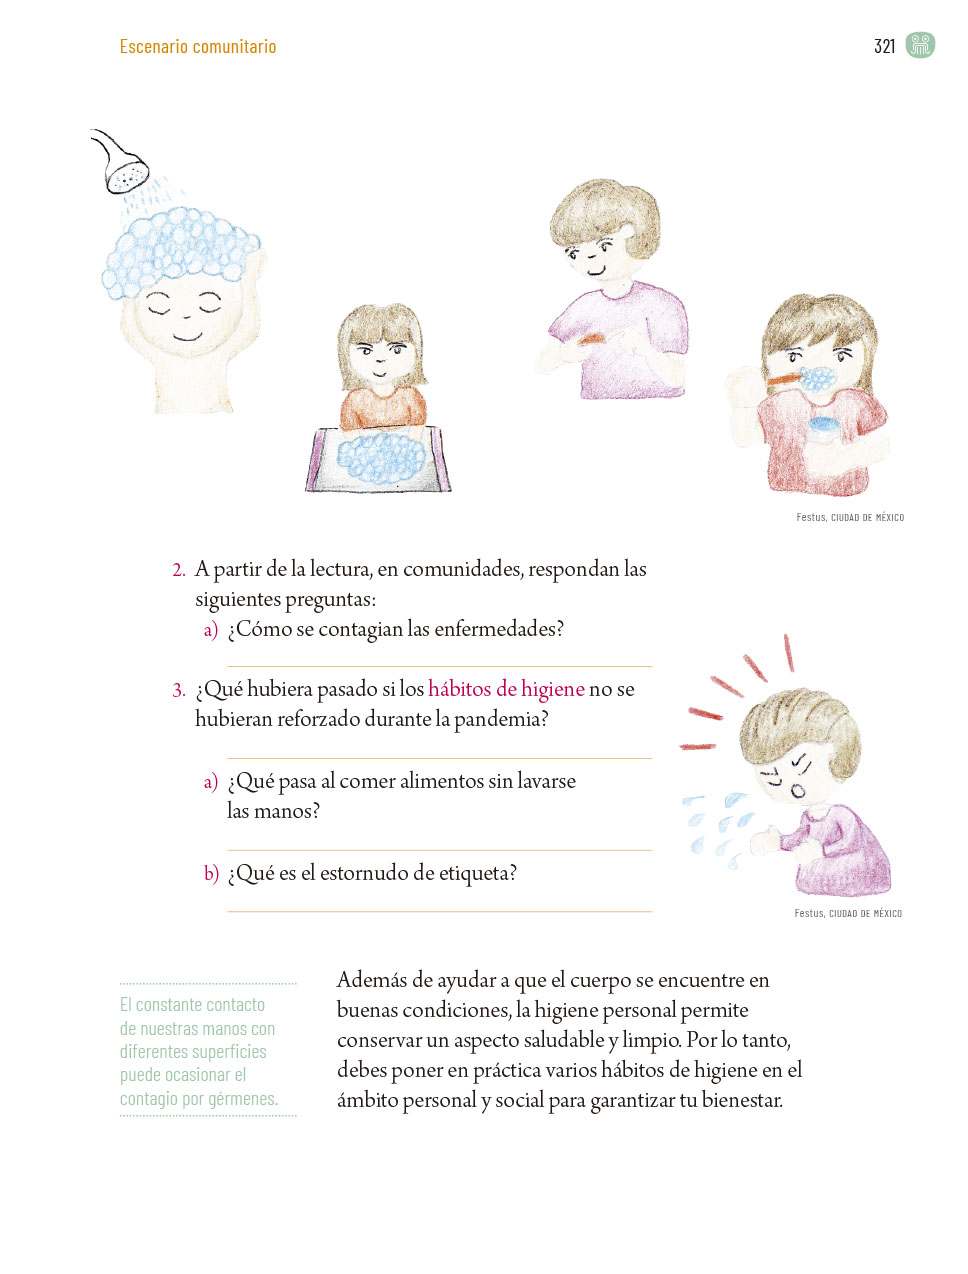 Escenario comunitario
321
Festus, CIUDAD DE MÉXICO
2. A partir de la lectura, en comunidades, respondan las
siguientes preguntas:
a) ¿Cómo se contagian las enfermedades?
3. ¿Qué hubiera pasado si los hábitos de higiene no se
hubieran reforzado durante la pandemia?
a) ¿Qué pasa al comer alimentos sin lavarse
las manos?
b) ¿Qué es el estornudo de etiqueta?
Festus, CIUDAD DE MÉXICO
El constante contacto
de nuestras manos con
diferentes superficies
puede ocasionar el
contagio por gérmenes.
Además de ayudar a que el cuerpo se encuentre en
buenas condiciones, la higiene personal permite
conservar un aspecto saludable y limpio. Por lo tanto,
debes poner en práctica varios hábitos de higiene en el
ámbito personal y social para garantizar tu bienestar.